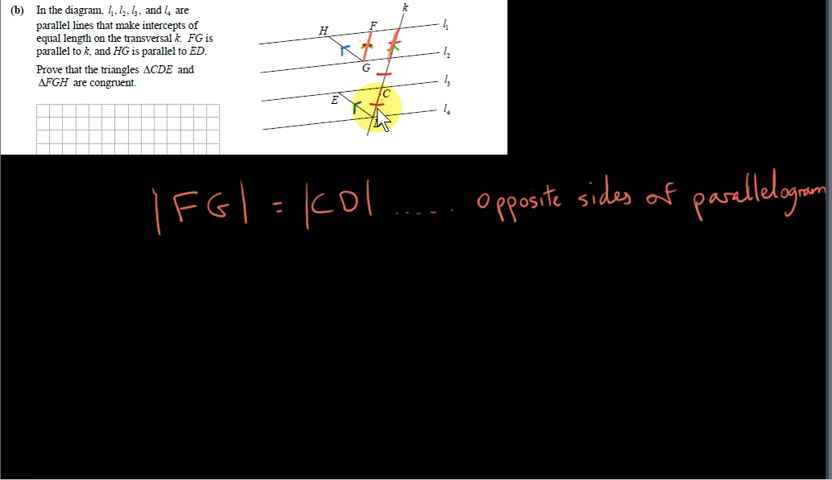 (b) In the diagram, l₁, l₂, l₃, and l₄ are
parallel lines that make intercepts of
equal length on the transversal k. FG is
parallel to k, and HG is parallel to ED.
Prove that the triangles ΔCDE and
ΔFGH are congruent.
k
H F l₁
G l₂
E C l₃
l₄
|FG| = |CD| ..... opposite sides of parallelogram